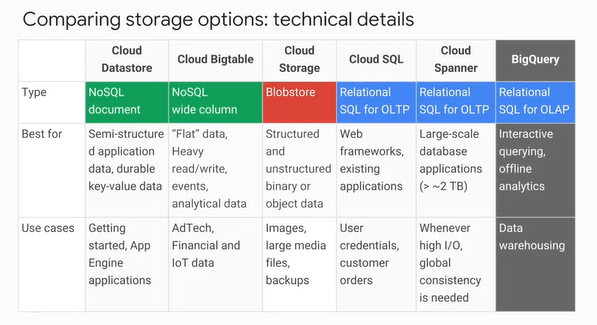 Comparing storage options: technical details
Cloud Datastore
Cloud Bigtable
Cloud Storage
Cloud SQL
Cloud Spanner
BigQuery
Type
NoSQL document
NoSQL wide column
Blobstore
Relational SQL for OLTP
Relational SQL for OLTP
Relational SQL for OLAP
Best for
Semi-structure
d application
data, durable
key-value data
“Flat” data,
Heavy
read/write,
events,
analytical data
Structured
and
unstructured
binary or
object data
Web
frameworks,
existing
applications
Large-scale
database
applications
(> ~2 TB)
Interactive
querying,
offline
analytics
Use cases
Getting
started, App
Engine
applications
AdTech,
Financial and
IoT data
Images,
large media
files,
backups
User
credentials,
customer
orders
Whenever
high I/O,
global
consistency
is needed
Data
warehousing